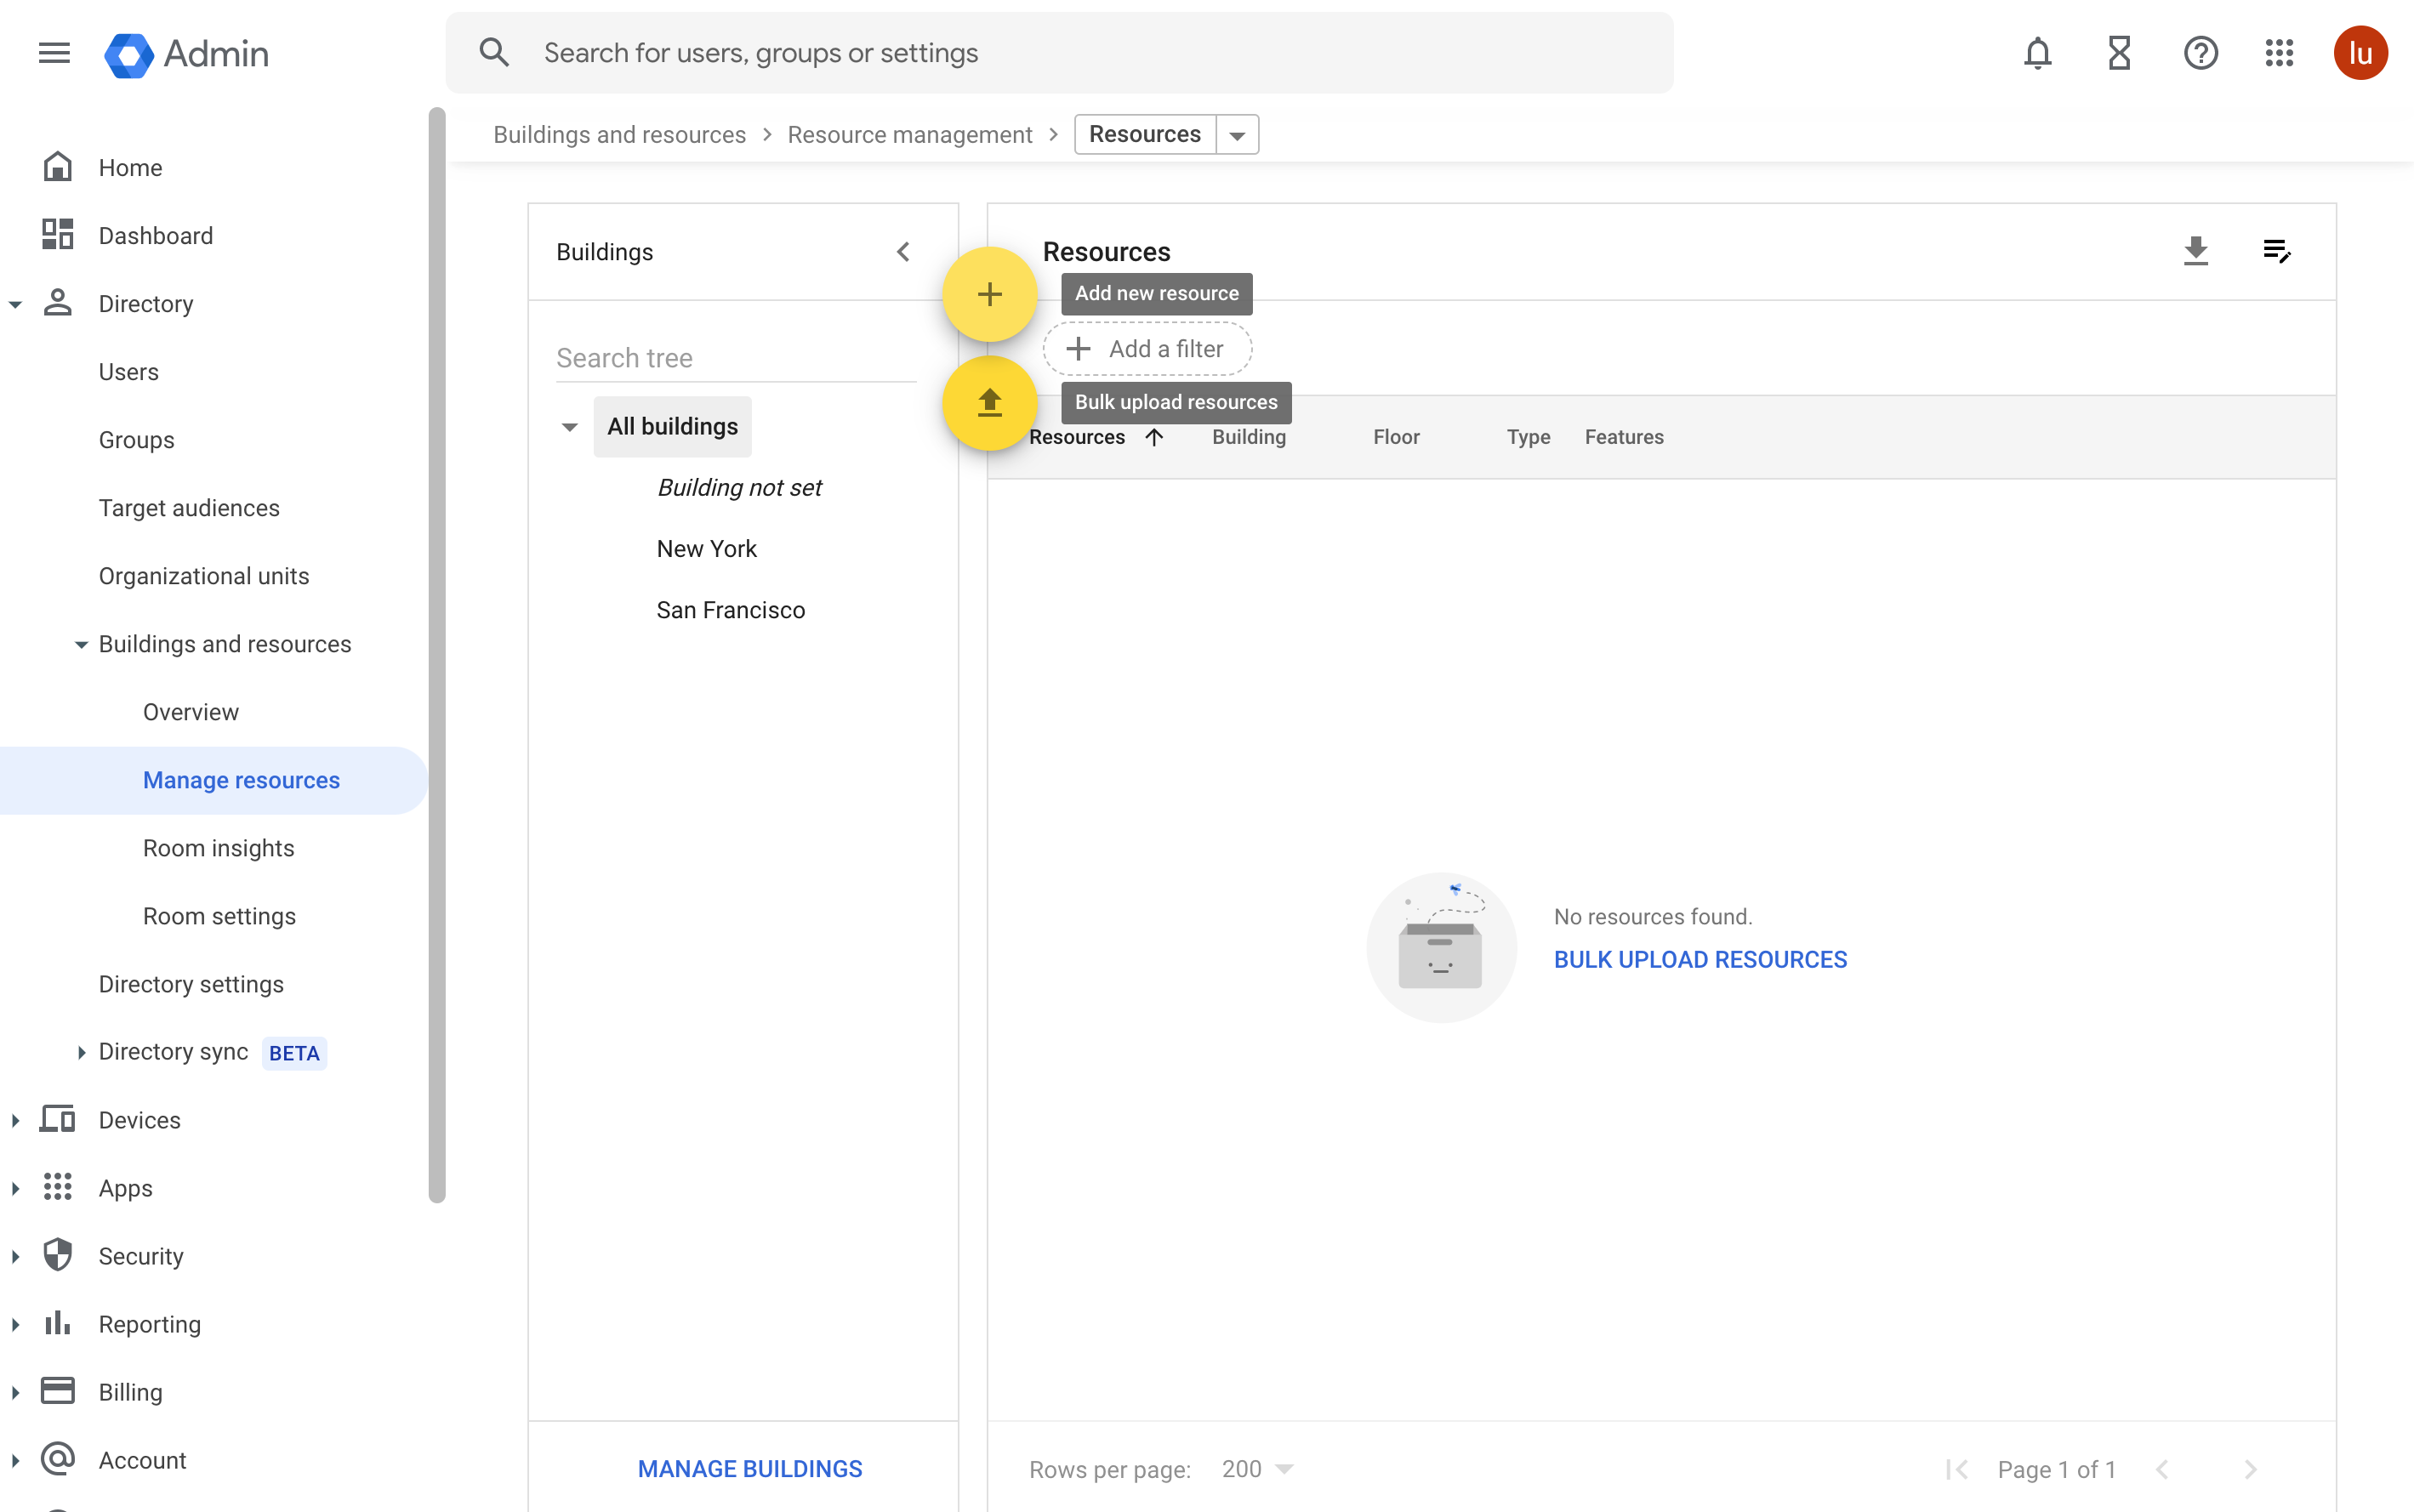 Admin
Search for users, groups or settings
lu
Buildings and resources
Resource management
Resources
Home
Dashboard
Directory
Users
Groups
Target audiences
Organizational units
Buildings and resources
Overview
Manage resources
Room insights
Room settings
Directory settings
Directory sync BETA
Devices
Apps
Security
Reporting
Billing
Account
Buildings
Search tree
All buildings
Building not set
New York
San Francisco
MANAGE BUILDINGS
Resources
Add new resource
Add a filter
Bulk upload resources
Resources Building Floor Type Features
No resources found.
BULK UPLOAD RESOURCES
Rows per page: 200 Page 1 of 1